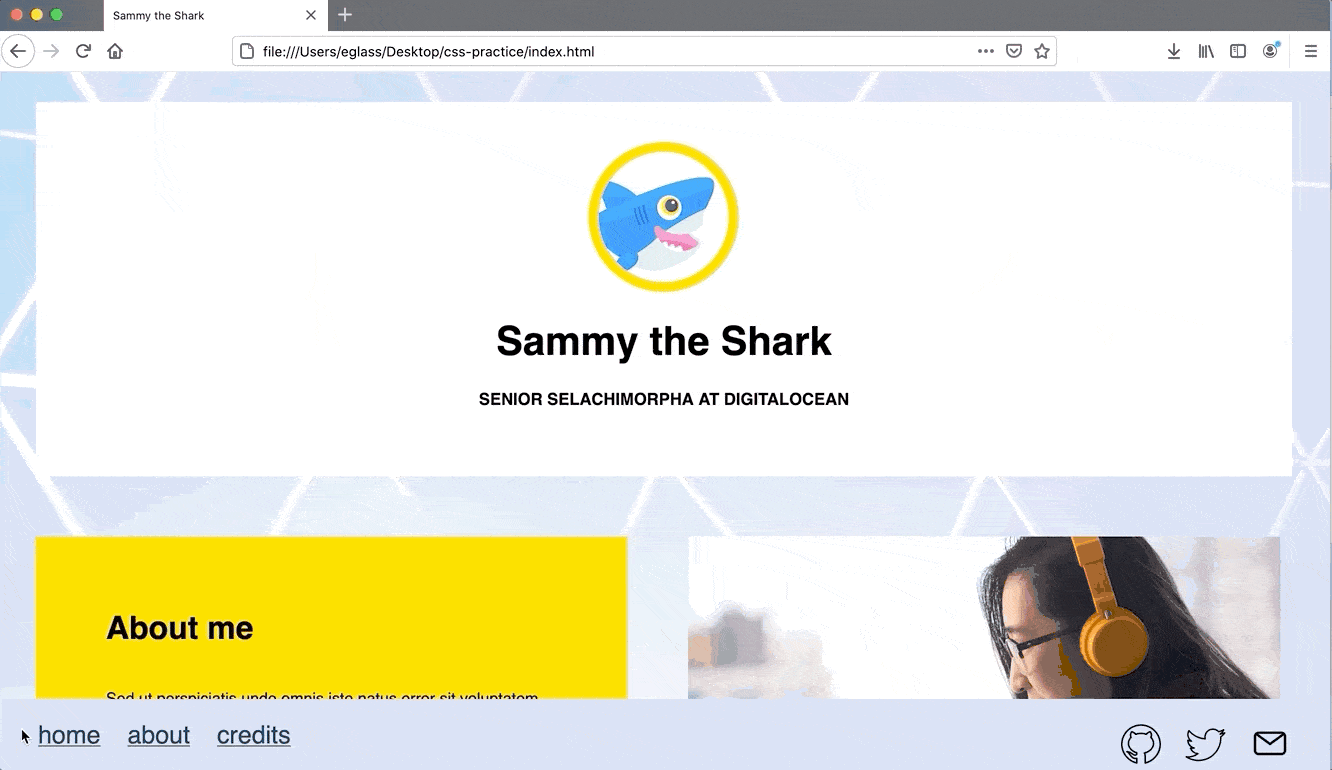 Sammy the Shark
file:///Users/eglass/Desktop/css-practice/index.html
Sammy the Shark
SENIOR SELACHIMORPHA AT DIGITALOCEAN
About me
Sed ut perspiciatis unde omnis iste natus error sit voluptatem
home about credits